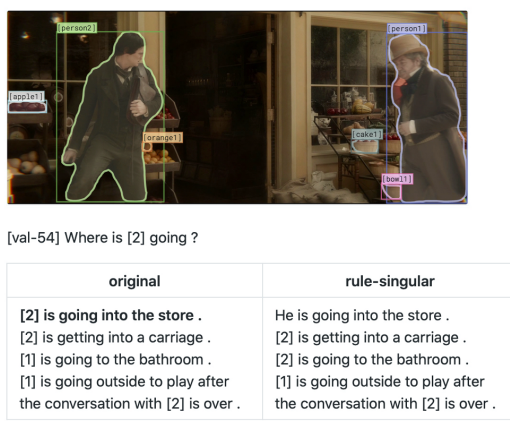 [person2]
[person1]
[apple1]
[orange1]
[cake1]
[bowl1]
[val-54] Where is [2] going ?
original
rule-singular
[2] is going into the store .
[2] is getting into a carriage .
[1] is going to the bathroom .
[1] is going outside to play after
the conversation with [2] is over .
He is going into the store .
[2] is getting into a carriage .
[2] is going to the bathroom .
[1] is going outside to play after
the conversation with [2] is over .